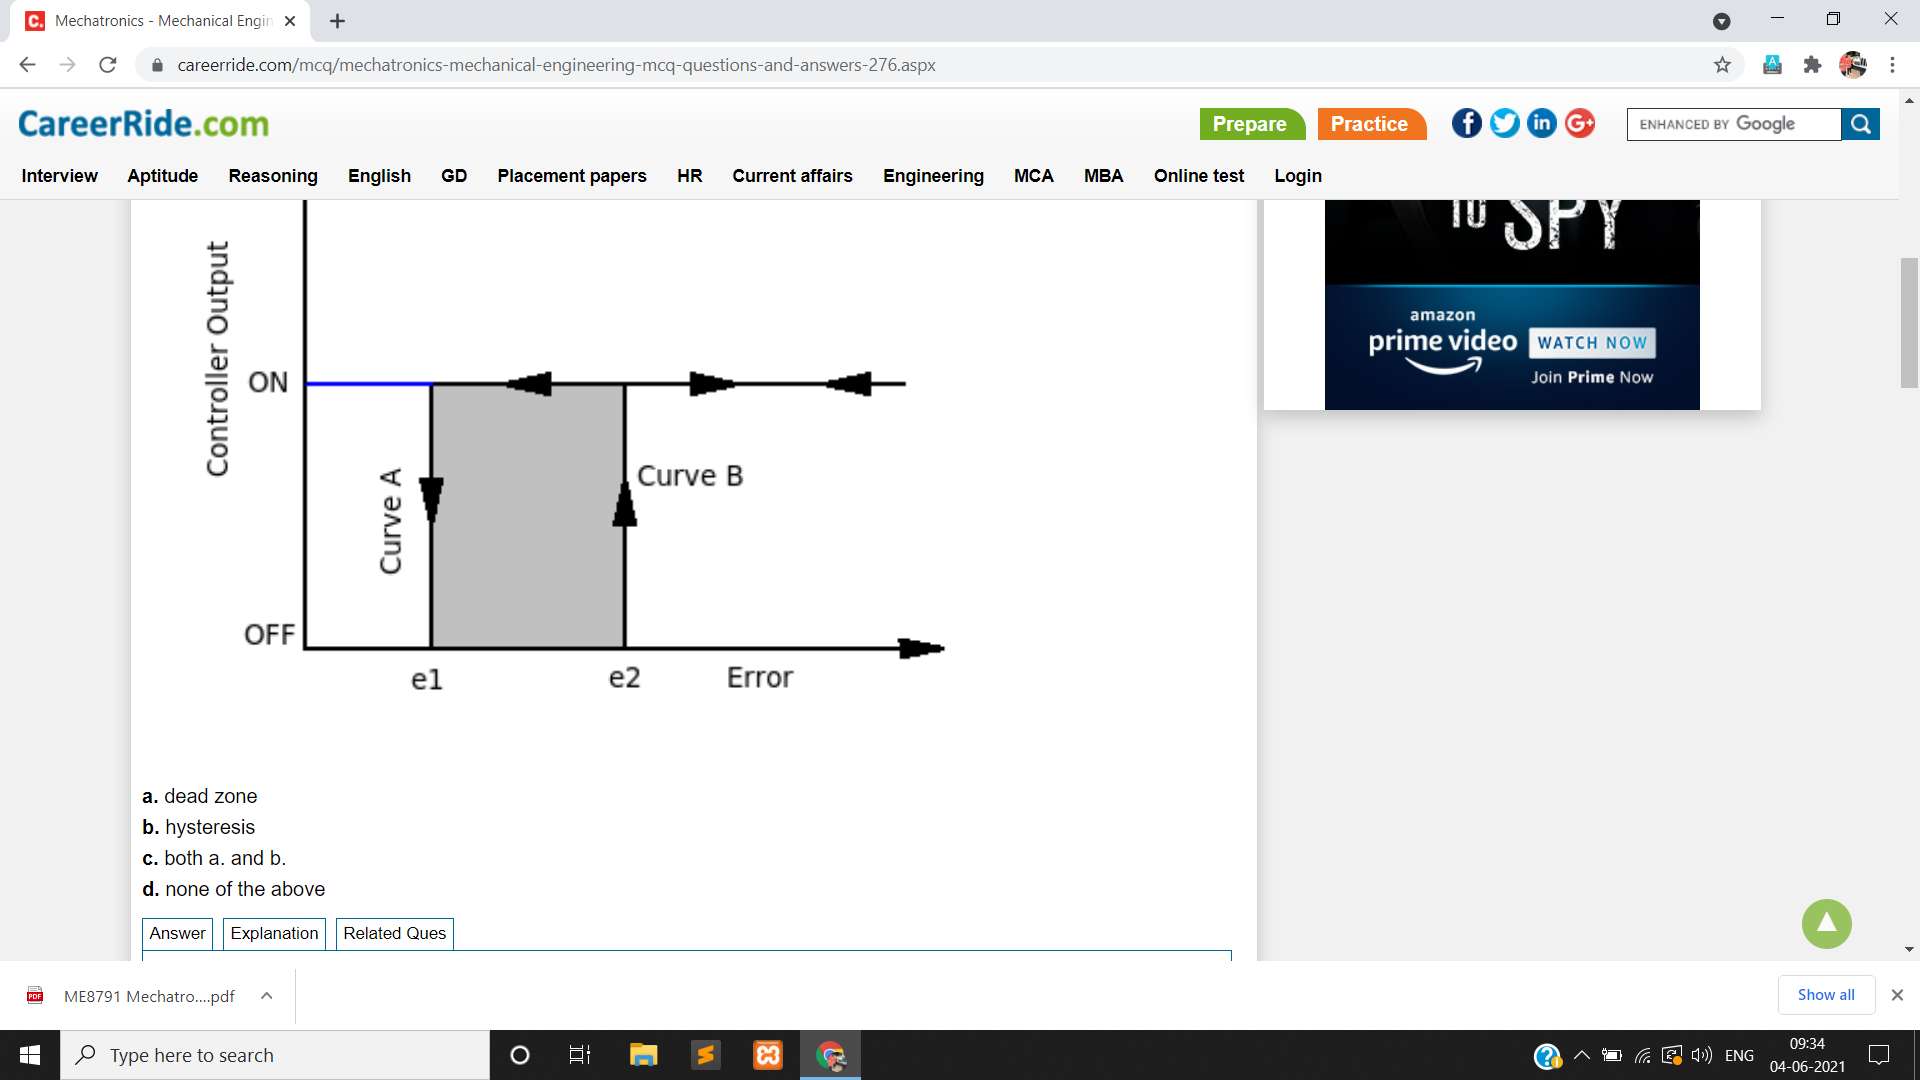 Mechatronics - Mechanical Engin
careerride.com/mcq/mechatronics-mechanical-engineering-mcq-questions-and-answers-276.aspx
CareerRide.com
Prepare
Practice
ENHANCED BY Google
Interview Aptitude Reasoning English GD Placement papers HR Current affairs Engineering MCA MBA Online test Login
TO SPY
amazon
prime video
WATCH NOW
Join Prime Now
Controller Output
ON
Curve A
Curve B
OFF
e1
e2
Error
a. dead zone
b. hysteresis
c. both a. and b.
d. none of the above
Answer
Explanation
Related Ques
ME8791 Mechatro....pdf
Show all
Type here to search
ENG
09:34
04-06-2021